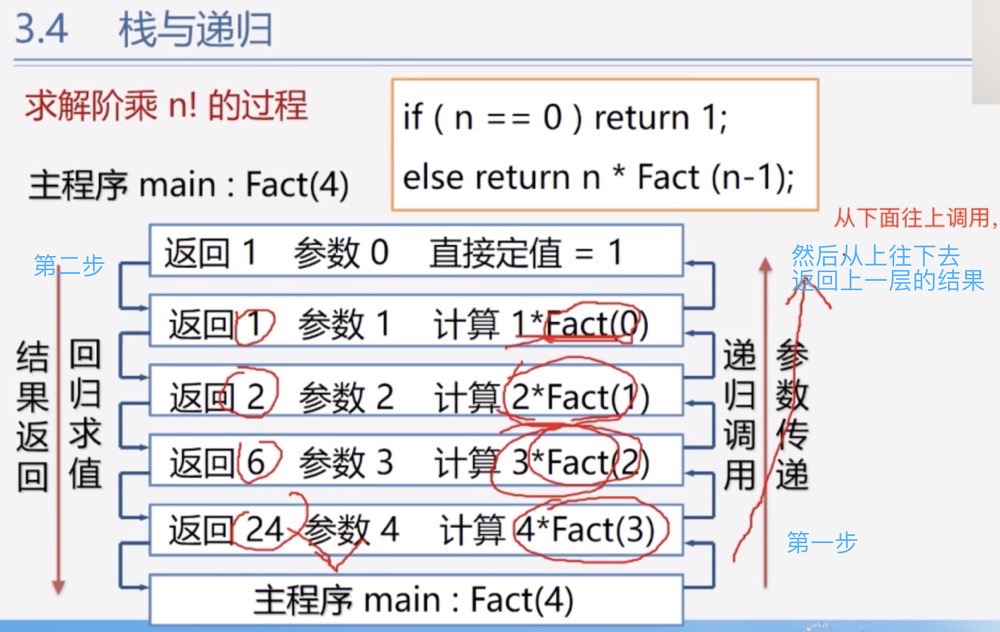 3.4 栈与递归
求解阶乘 n! 的过程
if ( n == 0 ) return 1;
else return n * Fact (n-1);
主程序 main : Fact(4)
从下面往上调用,
然后从上往下去
返回上一层的结果
第二步
返回 1 参数 0 直接定值 = 1
返回 1 参数 1 计算 1*Fact(0)
返回 2 参数 2 计算 2*Fact(1)
返回 6 参数 3 计算 3*Fact(2)
返回 24 参数 4 计算 4*Fact(3)
主程序 main : Fact(4)
结果返回
回归求值
递归调用
参数传递
第一步